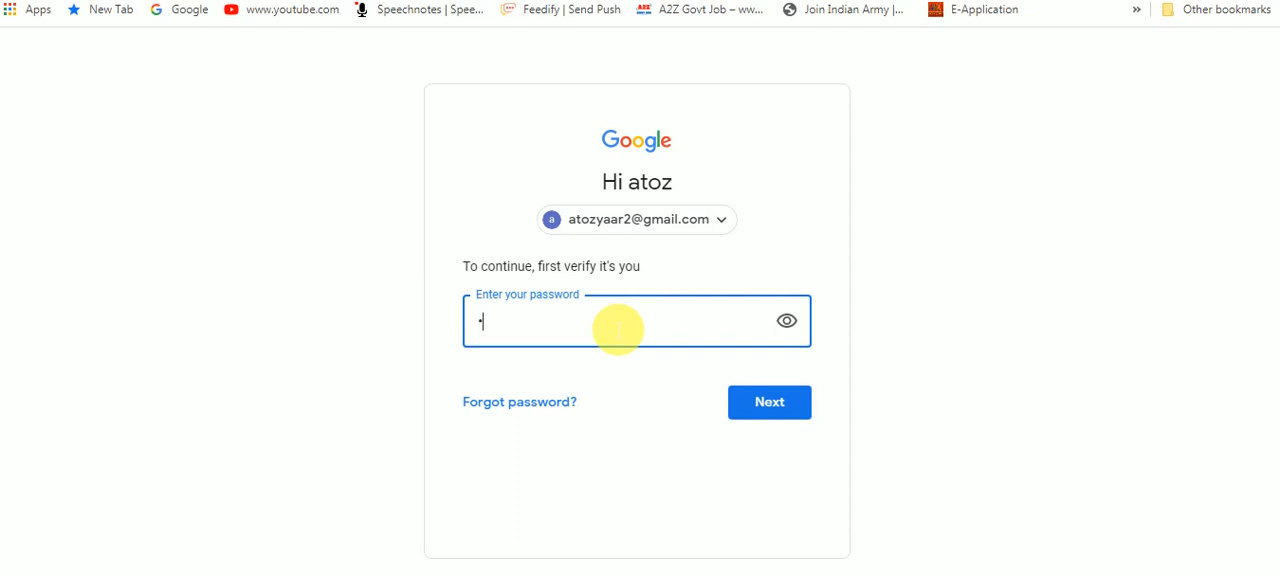 Apps New Tab Google www.youtube.com Speechnotes | Spee... Feedify | Send Push A2Z Govt Job – ww... Join Indian Army |... E-Application » Other bookmarks
Google
Hi atoz
a atozyaar2@gmail.com
To continue, first verify it's you
Enter your password
Forgot password? Next